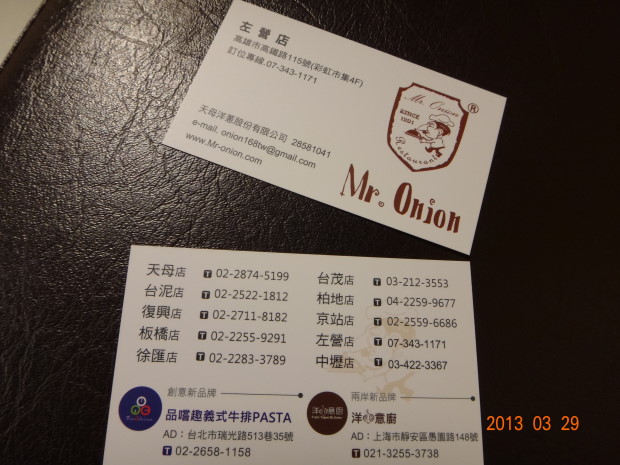 左營店
高雄市高鐵路115號(彩虹市集4F)
訂位專線:07-343-1171
天母洋蔥股份有限公司 28581041
e-mail. onion168tw@gmail.com
www.Mr-onion.com
Mr. Onion
SINCE
1991
Restaurant
®
Mr. Onion
天母店 T 02-2874-5199
台泥店 T 02-2522-1812
復興店 T 02-2711-8182
板橋店 T 02-2255-9291
徐匯店 T 02-2283-3789
台茂店 T 03-212-3553
柏地店 T 04-2259-9677
京站店 T 02-2559-6686
左營店 T 07-343-1171
中壢店 T 03-422-3367
創意新品牌
品嚐趣義式牛排PASTA
AD：台北市瑞光路513巷35號
T 02-2658-1158
兩岸新品牌
洋蔥意廚
洋 意廚
AD：上海市靜安區愚園路148號
T 021-3255-3738
2013 03 29